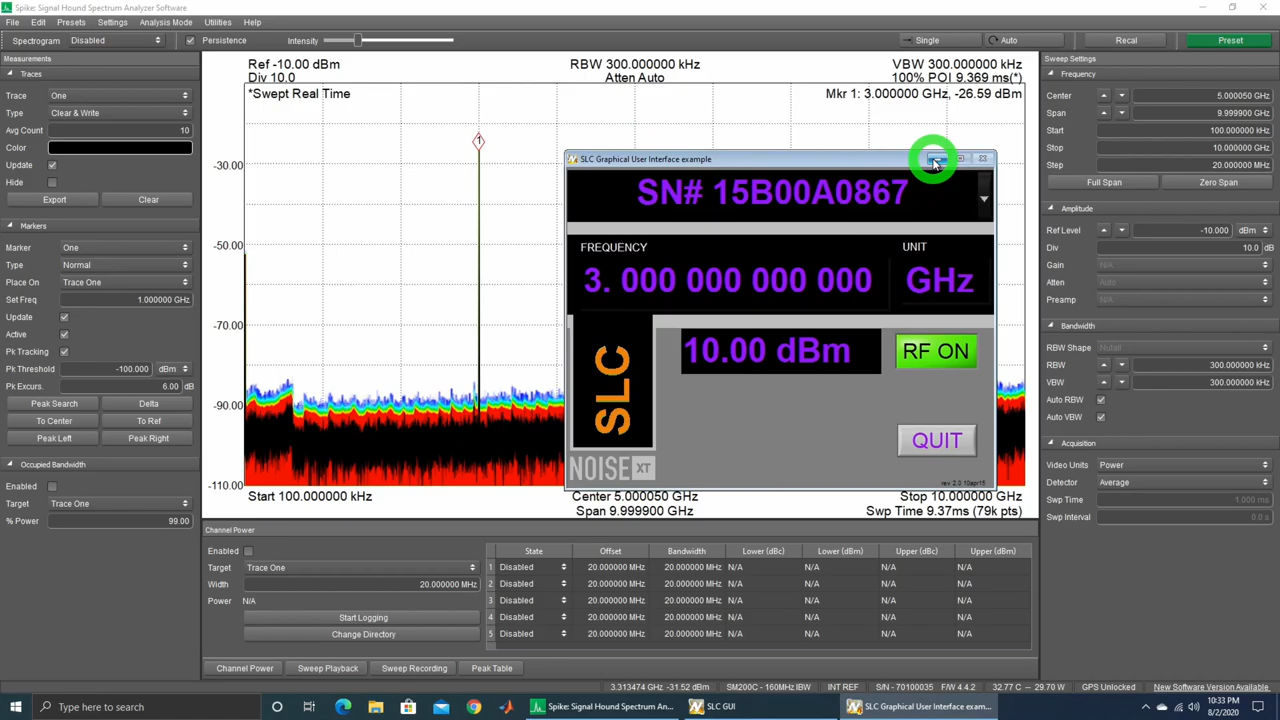 Spike: Signal Hound Spectrum Analyzer Software
File Edit Presets Settings Analysis Mode Utilities Help
Spectrogram Disabled Persistence Intensity Single Auto Recal Preset
Measurements
Traces
Trace One
Type Clear & Write
Avg Count 10
Color
Update
Hide
Export Clear
Markers
Marker One
Type Normal
Place On Trace One
Set Freq 1.000000 GHz
Update
Active
Pk Tracking
Pk Threshold -100.000 dBm
Pk Excurs. 6.00 dB
Peak Search Delta
To Center To Ref
Peak Left Peak Right
Occupied Bandwidth
Enabled
Target Trace One
% Power 99.00
Ref -10.00 dBm RBW 300.000000 kHz VBW 300.000000 kHz
Div 10.0 Atten Auto 100% POI 9.369 ms(*)
*Swept Real Time Mkr 1: 3.000000 GHz, -26.59 dBm
1
-30.00
-50.00
-70.00
-90.00
-110.00
Start 100.000000 kHz Center 5.000050 GHz Stop 10.000000 GHz
Span 9.999900 GHz Swp Time 9.37ms (79k pts)
SLC Graphical User Interface example
SN# 15B00A0867
FREQUENCY UNIT
3. 000 000 000 000 GHz
10.00 dBm RF ON
SLC
QUIT
NOISE XT
rev 2.0 10apr15
Channel Power
Enabled
Target Trace One
Width 20.000000 MHz
Power N/A
Start Logging
Change Directory
State Offset Bandwidth Lower (dBc) Lower (dBm) Upper (dBc) Upper (dBm)
1 Disabled 20.000000 MHz 20.000000 MHz N/A N/A N/A N/A
2 Disabled 20.000000 MHz 20.000000 MHz N/A N/A N/A N/A
3 Disabled 20.000000 MHz 20.000000 MHz N/A N/A N/A N/A
4 Disabled 20.000000 MHz 20.000000 MHz N/A N/A N/A N/A
5 Disabled 20.000000 MHz 20.000000 MHz N/A N/A N/A N/A
Channel Power Sweep Playback Sweep Recording Peak Table
Sweep Settings
Frequency
Center 5.000050 GHz
Span 9.999900 GHz
Start 100.000000 kHz
Stop 10.000000 GHz
Step 20.000000 MHz
Full Span Zero Span
Amplitude
Ref Level -10.000 dBm
Div 10.0 dB
Gain N/A
Atten Auto
Preamp N/A
Bandwidth
RBW Shape Nutall
RBW 300.000000 kHz
VBW 300.000000 kHz
Auto RBW
Auto VBW
Acquisition
Video Units Power
Detector Average
Swp Time 1.000 ms
Swp Interval 0.0 s
3.313474 GHz -31.52 dBm SM200C - 160MHz IBW INT REF S/N - 70100035 F/W 4.4.2 32.77 C -- 29.70 W GPS Unlocked New Software Version Available
Type here to search
Spike: Signal Hound Spectrum An...
SLC GUI
SLC Graphical User Interface exam...
10:33 PM
8/2/2020